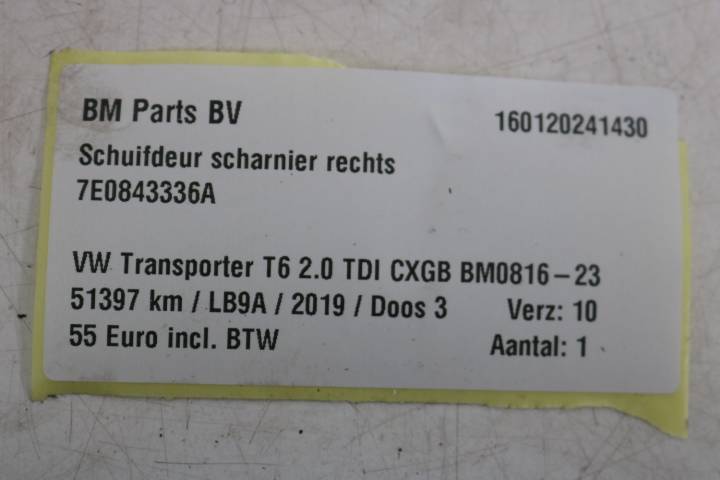 BM Parts BV 160120241430
Schuifdeur scharnier rechts
7E0843336A
VW Transporter T6 2.0 TDI CXGB BM0816-23
51397 km / LB9A / 2019 / Doos 3 Verz: 10
55 Euro incl. BTW Aantal: 1